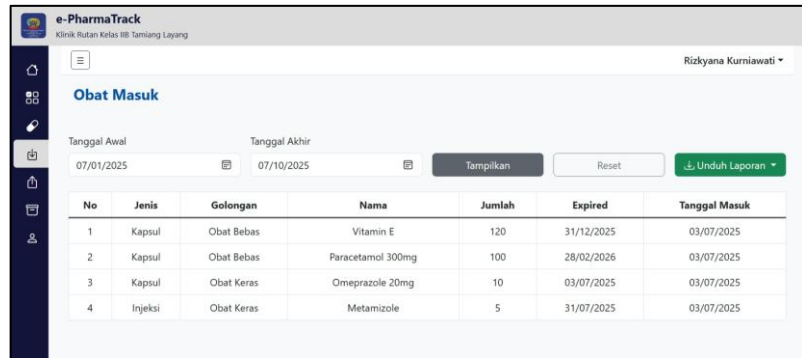 e-PharmaTrack
Klinik Rutan Kelas IIB Tamiang Layang
Rizkyana Kurniawati
Obat Masuk
Tanggal Awal Tanggal Akhir
07/01/2025 07/10/2025 Tampilkan Reset Unduh Laporan
No Jenis Golongan Nama Jumlah Expired Tanggal Masuk
1 Kapsul Obat Bebas Vitamin E 120 31/12/2025 03/07/2025
2 Kapsul Obat Bebas Paracetamol 300mg 100 28/02/2026 03/07/2025
3 Kapsul Obat Keras Omeprazole 20mg 10 03/07/2025 03/07/2025
4 Injeksi Obat Keras Metamizole 5 31/07/2025 03/07/2025